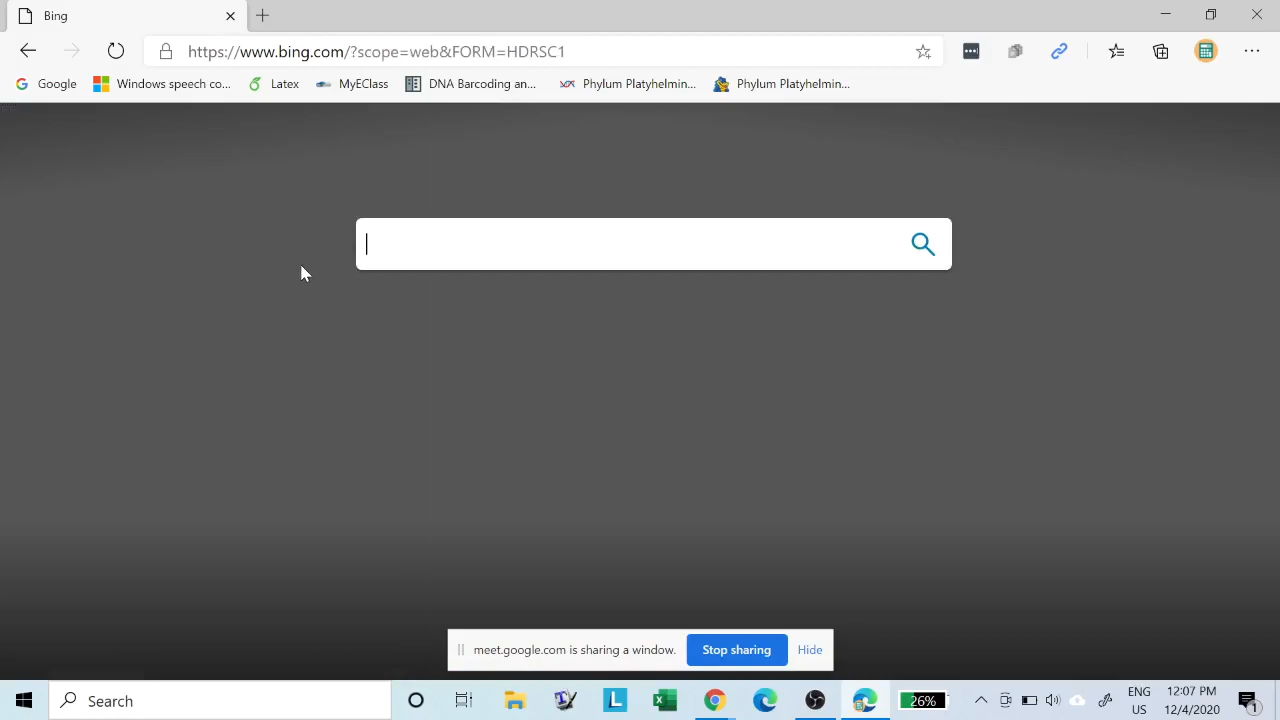 Bing
https://www.bing.com/?scope=web&FORM=HDRSC1
Google Windows speech co... Latex MyEClass DNA Barcoding an... Phylum Platyhelmin... Phylum Platyhelmin...
meet.google.com is sharing a window. Stop sharing Hide
Search 26% ENG US 12:07 PM 12/4/2020 1